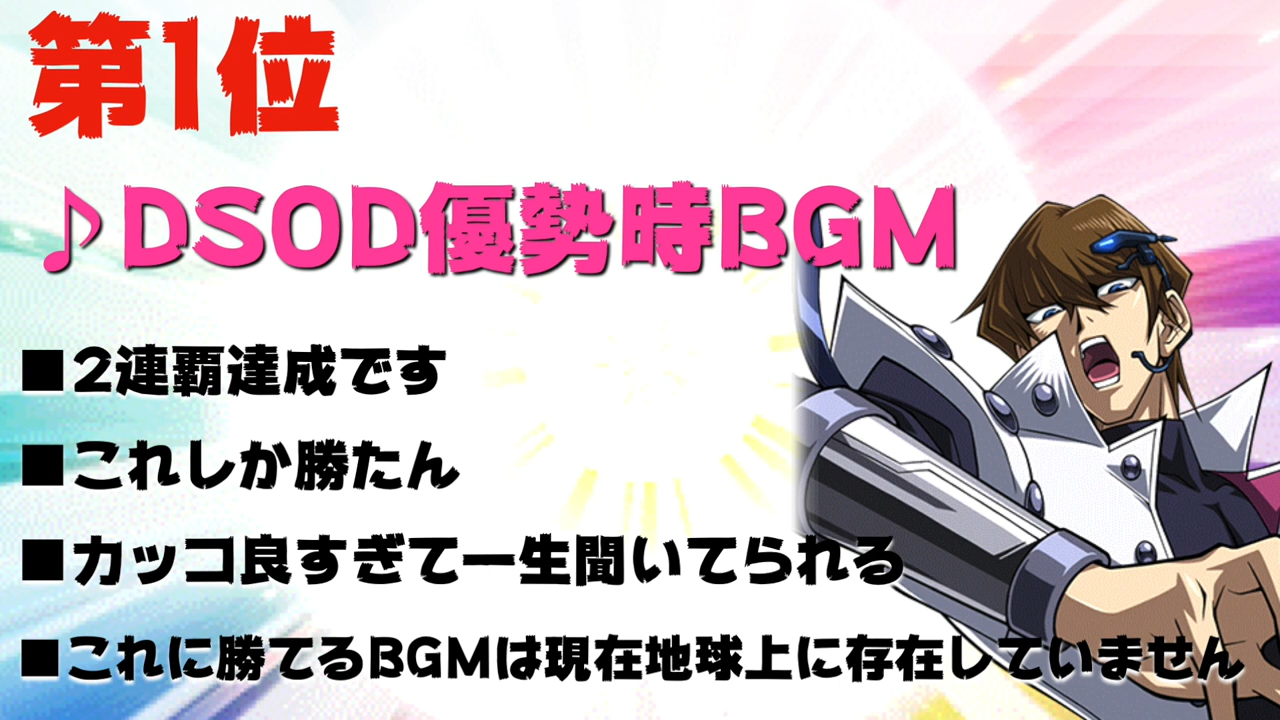 第1位
♪DSOD優勢時BGM
■2連覇達成です
■これしか勝たん
■カッコ良すぎて一生聞いてられる
■これに勝てるBGMは現在地球上に存在していません